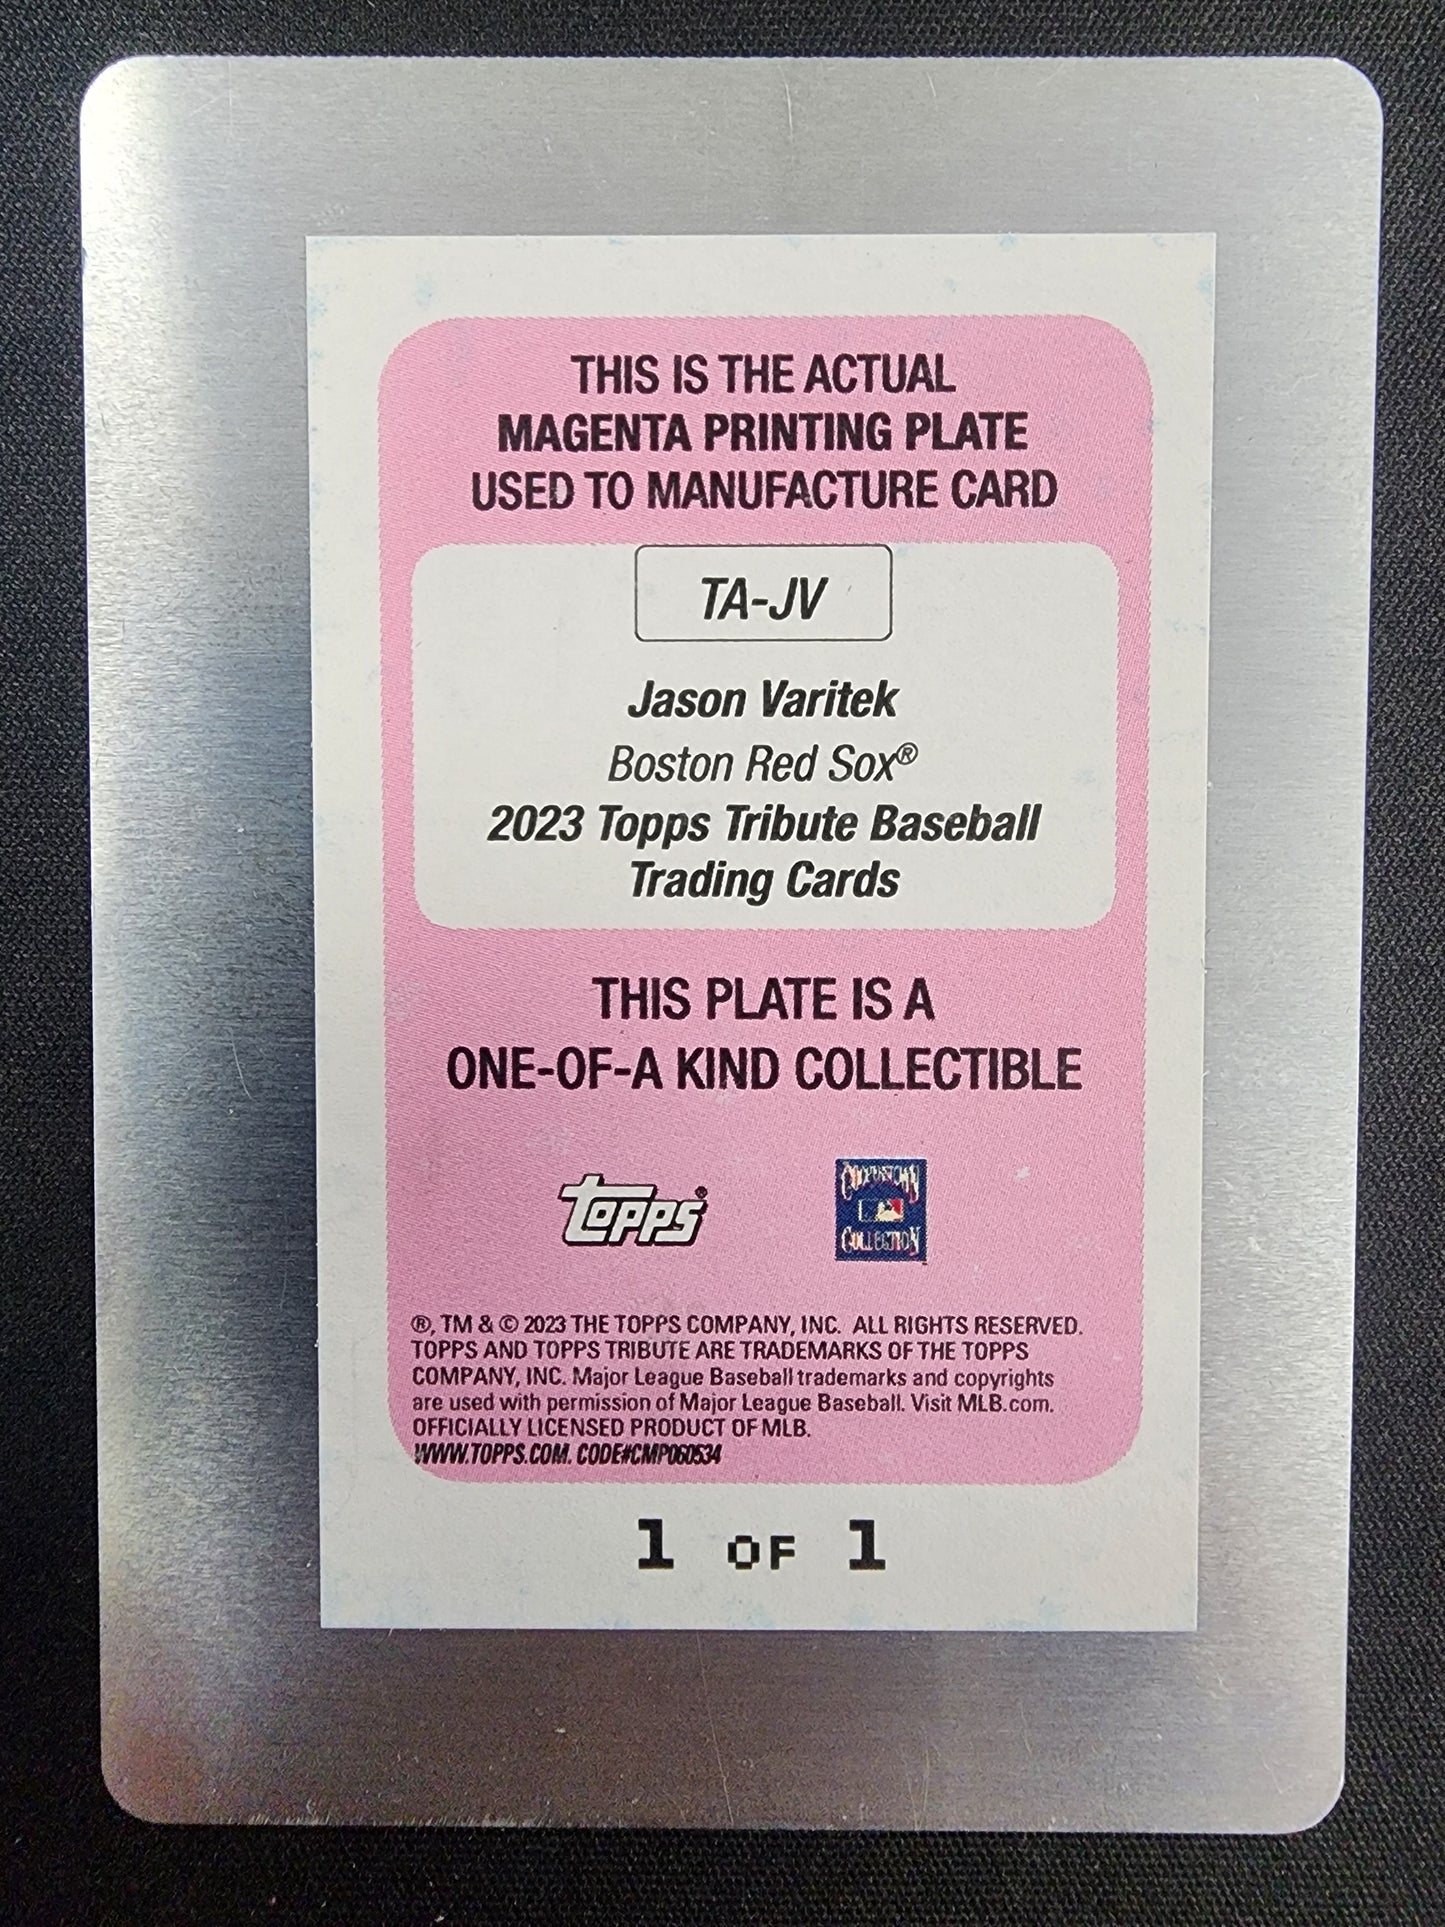 THIS IS THE ACTUAL
MAGENTA PRINTING PLATE
USED TO MANUFACTURE CARD
TA-JV
Jason Varitek
Boston Red Sox®
2023 Topps Tribute Baseball
Trading Cards
THIS PLATE IS A
ONE-OF-A KIND COLLECTIBLE
topps®
COOPERSTOWN
COLLECTION
®, TM & © 2023 THE TOPPS COMPANY, INC. ALL RIGHTS RESERVED.
TOPPS AND TOPPS TRIBUTE ARE TRADEMARKS OF THE TOPPS
COMPANY, INC. Major League Baseball trademarks and copyrights
are used with permission of Major League Baseball. Visit MLB.com.
OFFICIALLY LICENSED PRODUCT OF MLB.
WWW.TOPPS.COM. CODE#CMP060534
1 OF 1